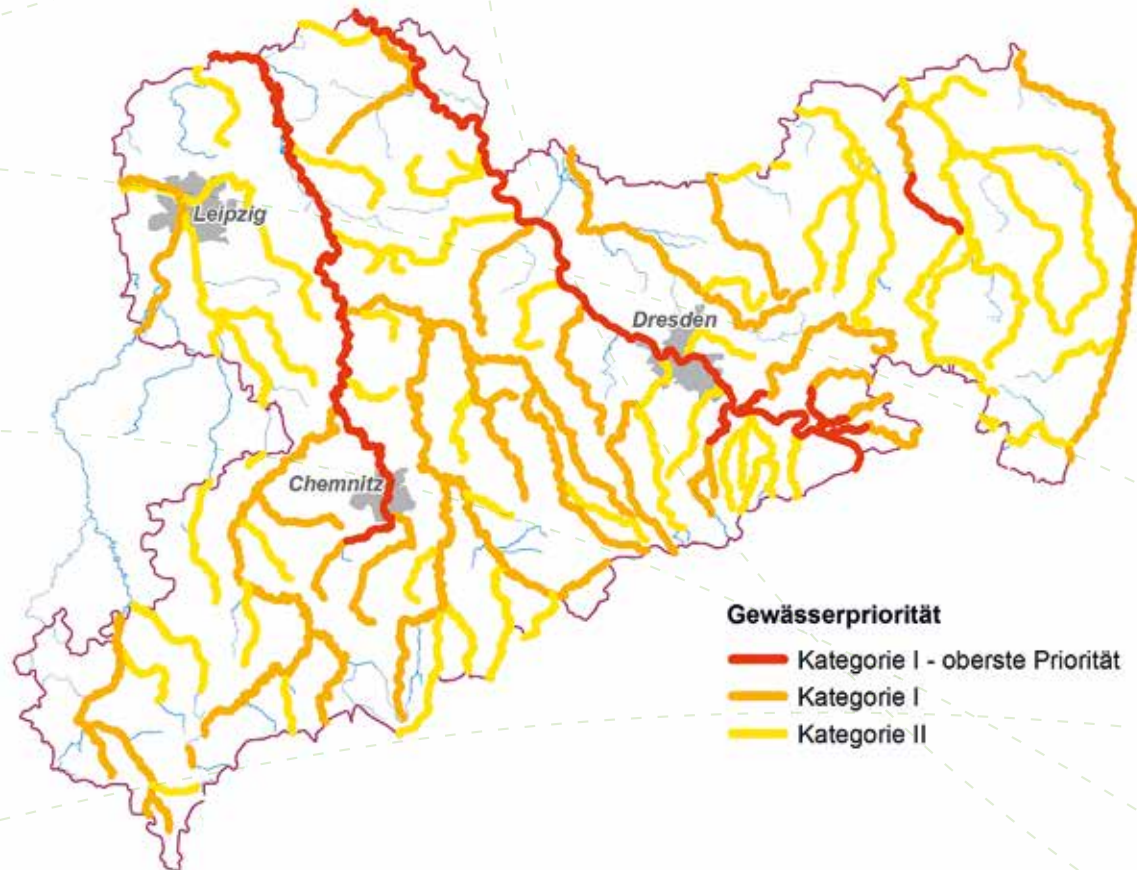 Leipzig
Dresden
Chemnitz
Gewässerpriorität
Kategorie I - oberste Priorität
Kategorie I
Kategorie II